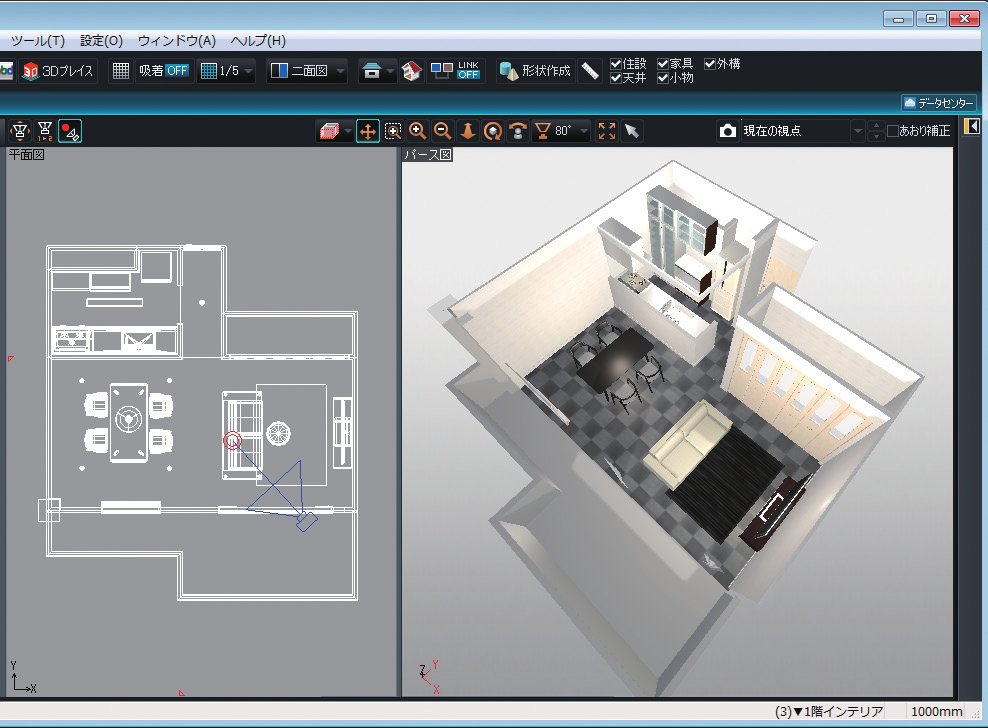 ツール(T) 設定(O) ウィンドウ(A) ヘルプ(H)
3Dプレイス 吸着 OFF 1/5 二面図 LINK OFF 形状作成 住設 家具 外構
天井 小物
データセンター
1▸2 80° 現在の視点 あおり補正
平面図 パース図
Y
X
Z Y
X
(3)▼1階インテリア 1000mm